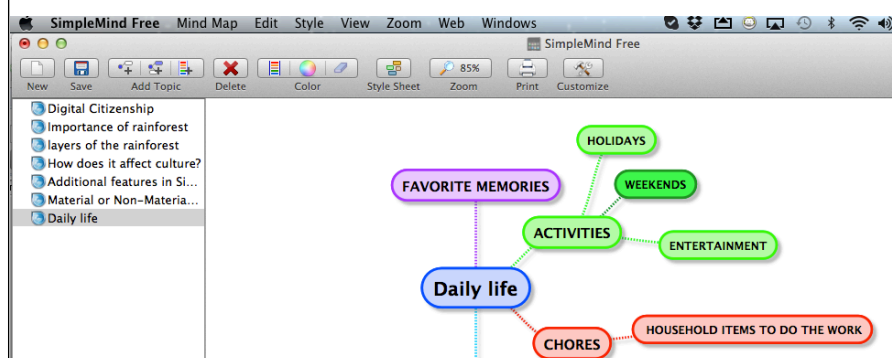 SimpleMind Free Mind Map Edit Style View Zoom Web Windows
SimpleMind Free
85%
New Save Add Topic Delete Color Style Sheet Zoom Print Customize
Digital Citizenship
Importance of rainforest
layers of the rainforest
How does it affect culture?
Additional features in Si...
Material or Non-Materia...
Daily life
HOLIDAYS
FAVORITE MEMORIES
WEEKENDS
ACTIVITIES
ENTERTAINMENT
Daily life
HOUSEHOLD ITEMS TO DO THE WORK
CHORES